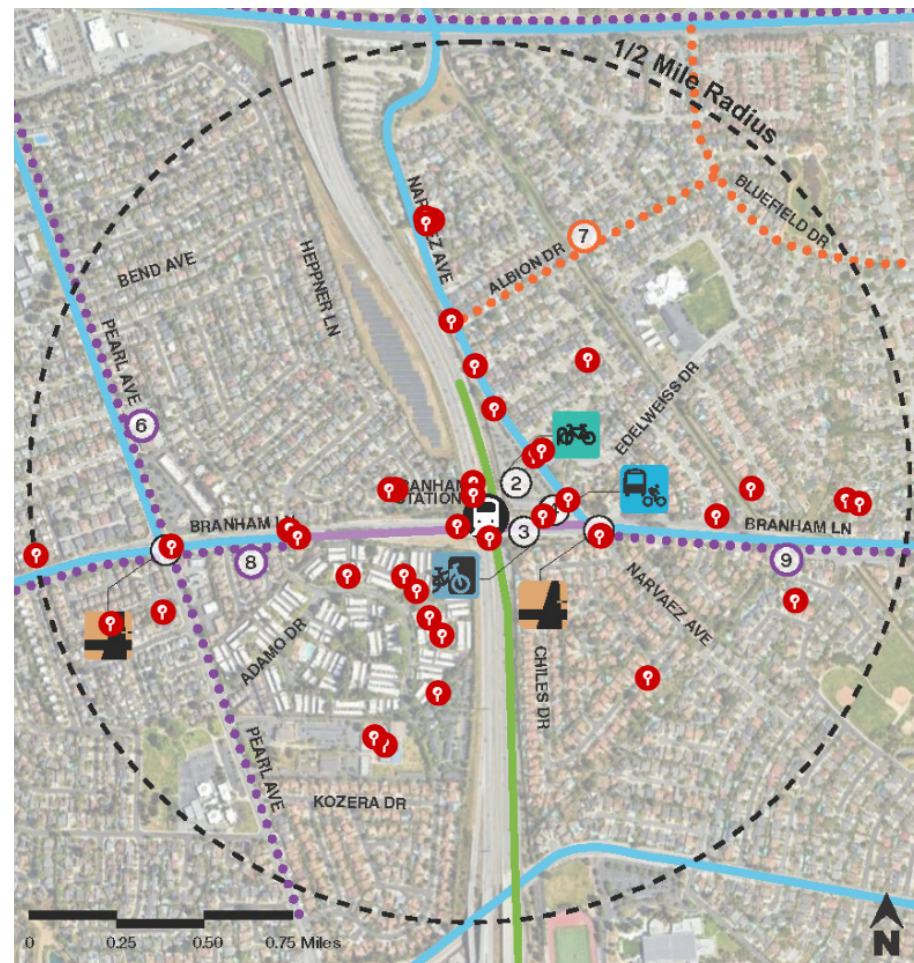 1/2 Mile Radius
NARVAEZ AVE
BLUEFIELD DR
7
ALBION DR
BEND AVE
HEPPNER LN
PEARL AVE
EDELWEISS DR
6
2
STATION
BRANHAM LN
3
BRANHAM LN
8
9
NARVAEZ AVE
ADAMO DR
CHILES DR
PEARL AVE
KOZERA DR
0 0.25 0.50 0.75 Miles
N